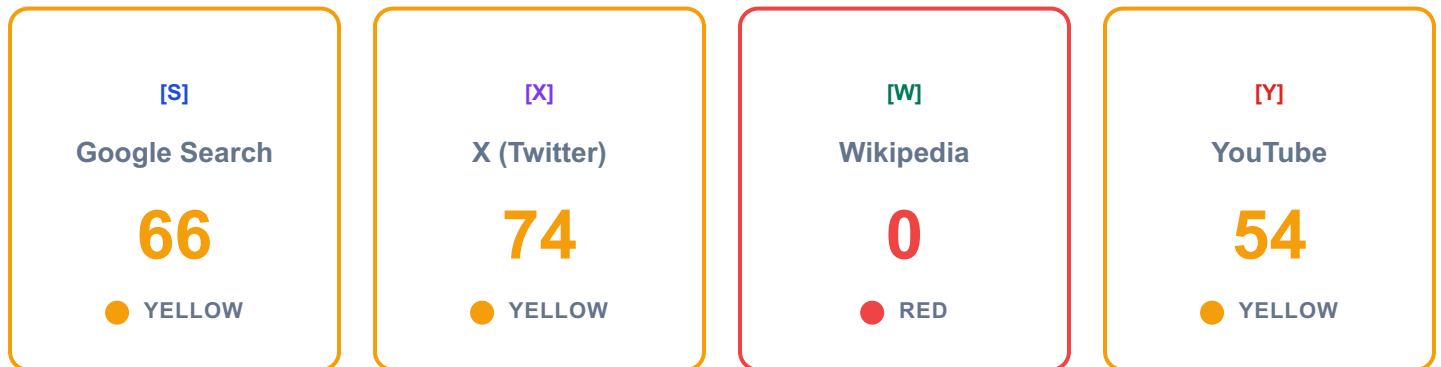 [S]
Google Search
66
YELLOW
[X]
X (Twitter)
74
YELLOW
[W]
Wikipedia
0
RED
[Y]
YouTube
54
YELLOW